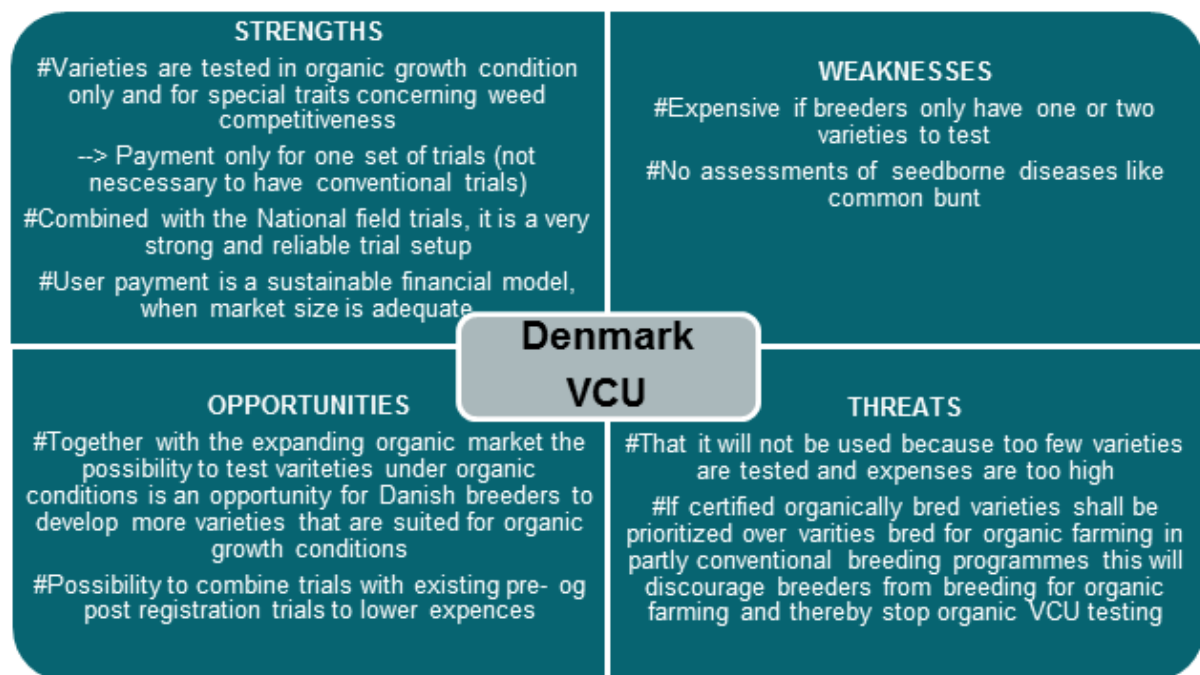 STRENGTHS
#Varieties are tested in organic growth condition
only and for special traits concerning weed
competitiveness
--> Payment only for one set of trials (not
nescessary to have conventional trials)
#Combined with the National field trials, it is a very
strong and reliable trial setup
#User payment is a sustainable financial model,
when market size is adequate
WEAKNESSES
#Expensive if breeders only have one or two
varieties to test
#No assessments of seedborne diseases like
common bunt
Denmark
VCU
OPPORTUNITIES
#Together with the expanding organic market the
possibility to test variteties under organic
conditions is an opportunity for Danish breeders to
develop more varieties that are suited for organic
growth conditions
#Possibility to combine trials with existing pre- og
post registration trials to lower expences
THREATS
#That it will not be used because too few varieties
are tested and expenses are too high
#If certified organically bred varieties shall be
prioritized over varities bred for organic farming in
partly conventional breeding programmes this will
discourage breeders from breeding for organic
farming and thereby stop organic VCU testing